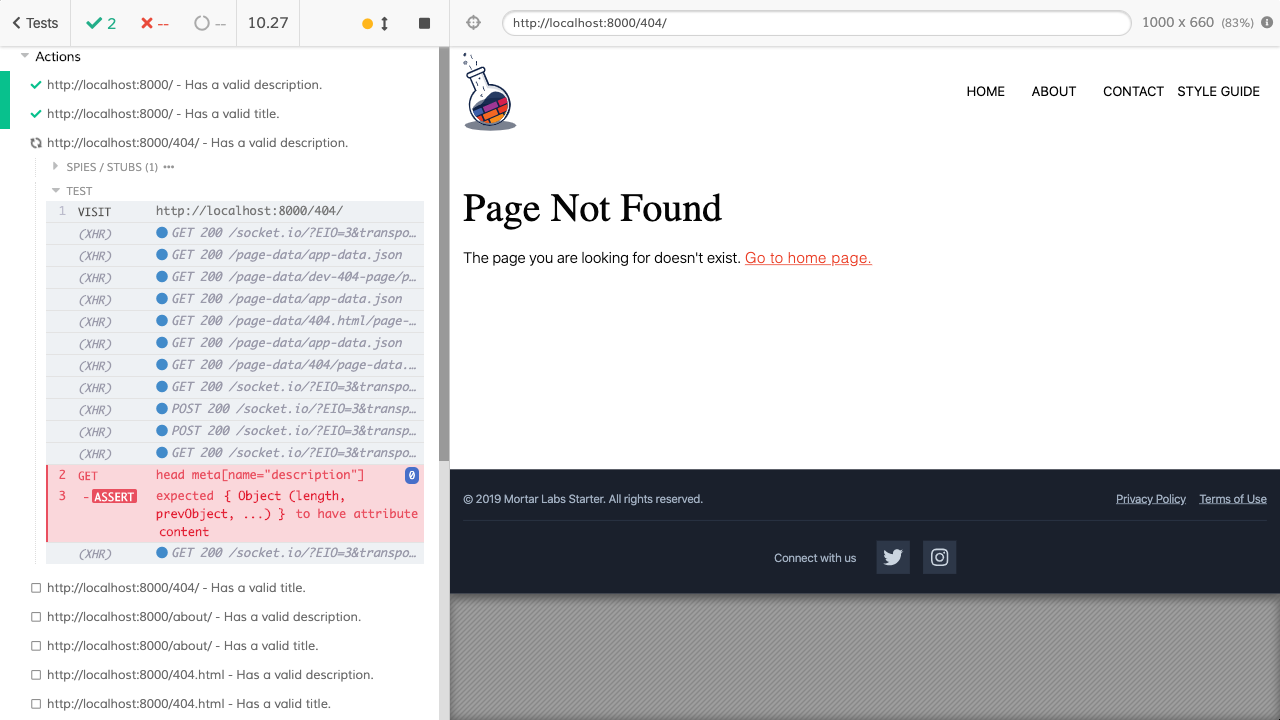 Tests
2
--
--
10.27
http://localhost:8000/404/
1000 x 660 (83%)
Actions
http://localhost:8000/ - Has a valid description.
http://localhost:8000/ - Has a valid title.
http://localhost:8000/404/ - Has a valid description.
SPIES / STUBS (1)
TEST
1 VISIT http://localhost:8000/404/
(XHR) GET 200 /socket.io/?EIO=3&transpo...
(XHR) GET 200 /page-data/app-data.json
(XHR) GET 200 /page-data/dev-404-page/p...
(XHR) GET 200 /page-data/app-data.json
(XHR) GET 200 /page-data/404.html/page-...
(XHR) GET 200 /page-data/app-data.json
(XHR) GET 200 /page-data/404/page-data....
(XHR) GET 200 /socket.io/?EIO=3&transpo...
(XHR) POST 200 /socket.io/?EIO=3&transp...
(XHR) POST 200 /socket.io/?EIO=3&transp...
(XHR) GET 200 /socket.io/?EIO=3&transpo...
2 GET head meta[name="description"] 0
3 - ASSERT expected { Object (length,
prevObject, ...) } to have attribute
content
(XHR) GET 200 /socket.io/?EIO=3&transpo...
http://localhost:8000/404/ - Has a valid title.
http://localhost:8000/about/ - Has a valid description.
http://localhost:8000/about/ - Has a valid title.
http://localhost:8000/404.html - Has a valid description.
http://localhost:8000/404.html - Has a valid title.
HOME ABOUT CONTACT STYLE GUIDE
Page Not Found
The page you are looking for doesn't exist. Go to home page.
© 2019 Mortar Labs Starter. All rights reserved.
Privacy Policy Terms of Use
Connect with us